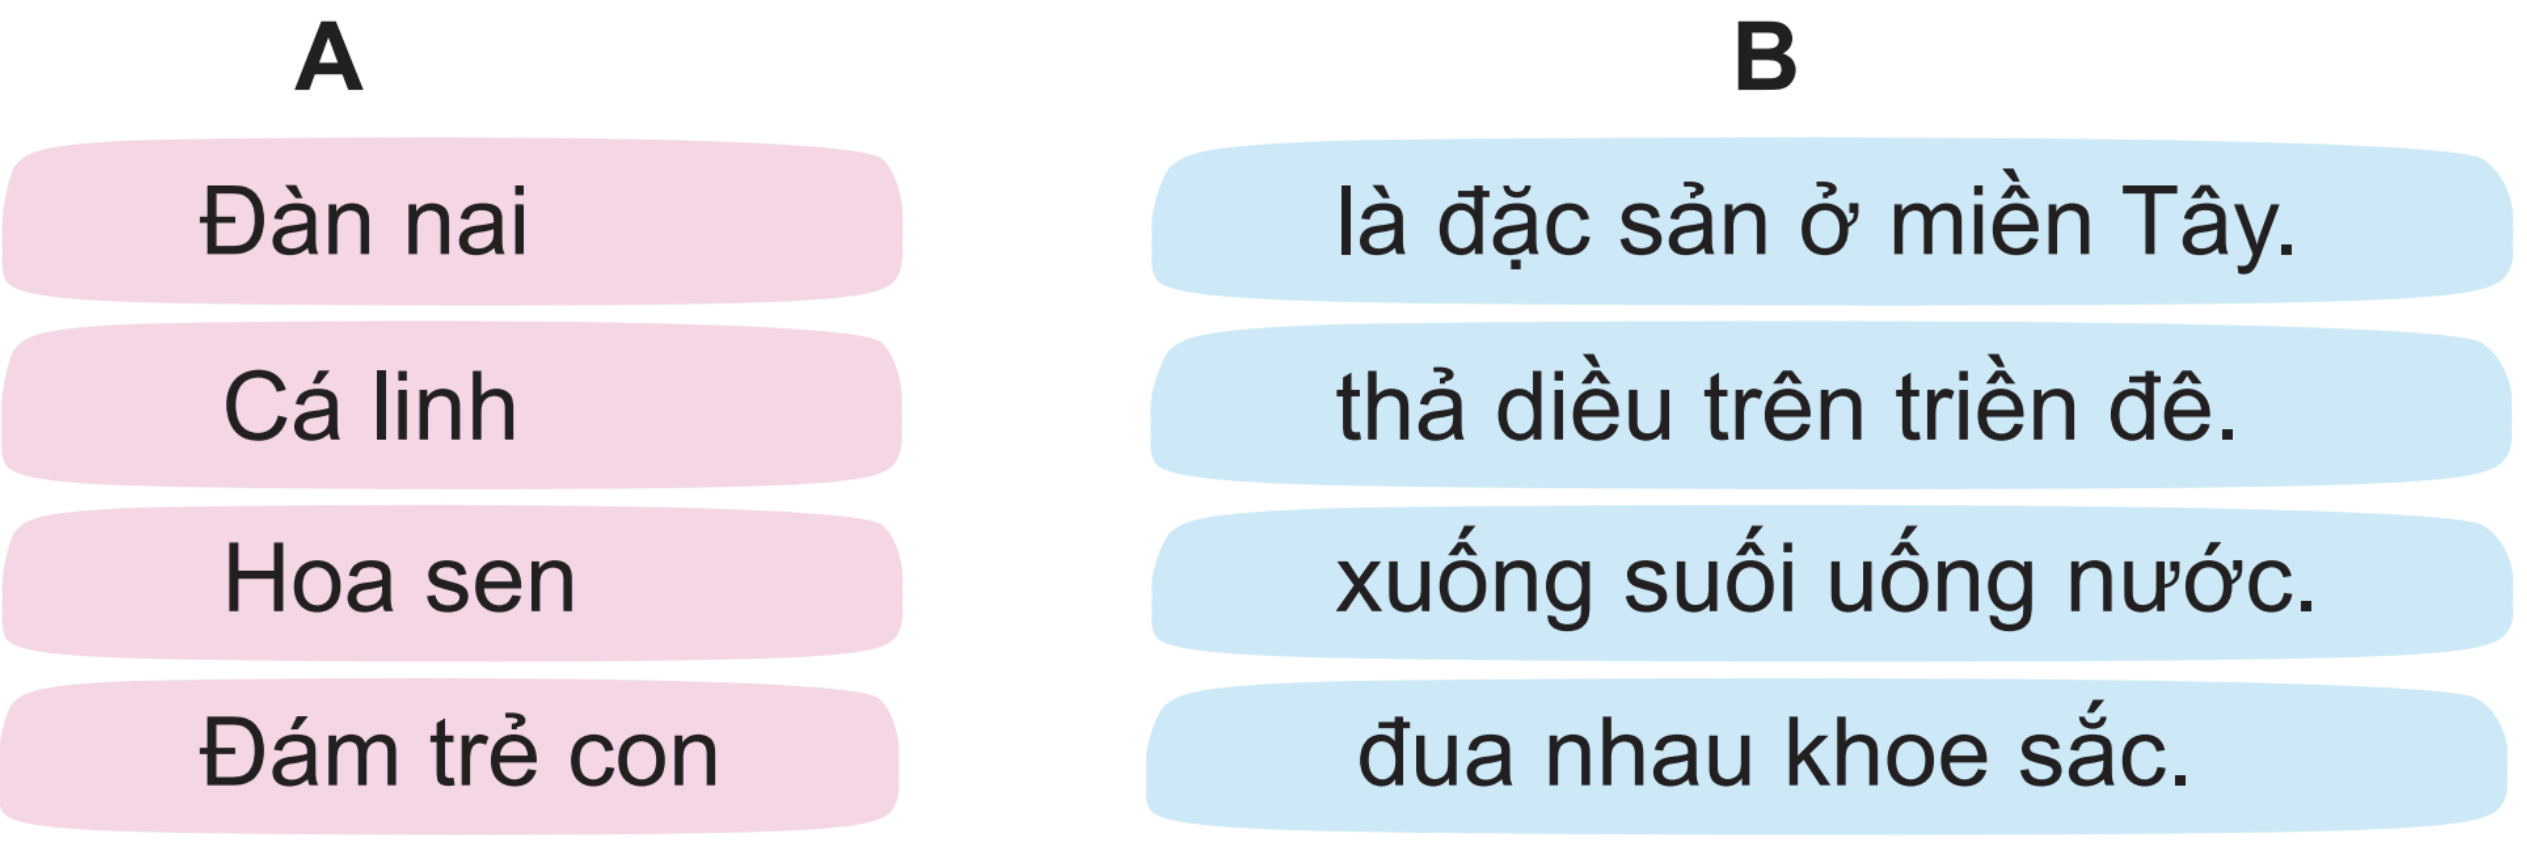 A
B
Đàn nai
là đặc sản ở miền Tây.
Cá linh
thả diều trên triền đê.
Hoa sen
xuống suối uống nước.
Đám trẻ con
đua nhau khoe sắc.